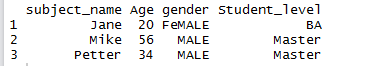 subject_name Age gender Student_level
1 Jane 20 FeMALE BA
2 Mike 56 MALE Master
3 Petter 34 MALE Master